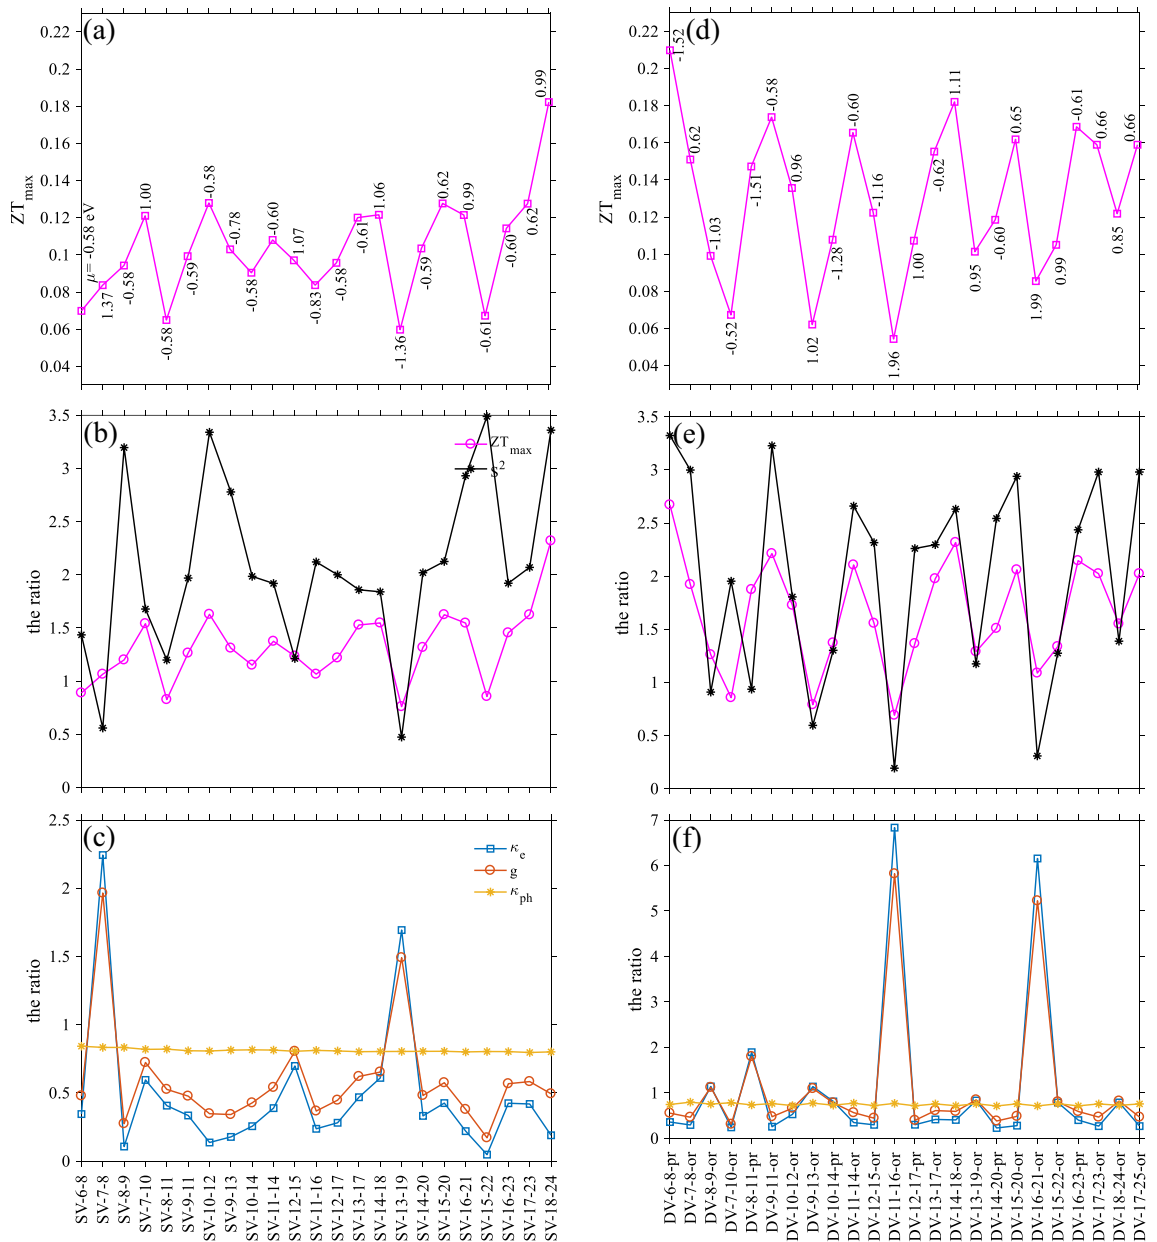 (a)
ZTmax
0.22
0.2
0.18
0.16
0.14
0.12
0.1
0.08
0.06
0.04
μ= -0.58 eV
1.37
-0.58
1.00
-0.58
-0.59
-0.58
-0.78
-0.58
-0.60
1.07
-0.83
-0.58
-0.61
1.06
-1.36
-0.59
0.62
0.99
-0.61
-0.60
0.62
0.99
(d)
ZTmax
0.22
0.2
0.18
0.16
0.14
0.12
0.1
0.08
0.06
0.04
-1.52
0.62
-1.03
-0.52
-1.51
-0.58
0.96
1.02
-1.28
-0.60
-1.16
1.96
1.00
-0.62
1.11
0.95
-0.60
0.65
1.99
0.99
-0.61
0.66
0.85
0.66
(b)
the ratio
3.5
3
2.5
2
1.5
1
0.5
0
ZTmax
S2
(e)
the ratio
3.5
3
2.5
2
1.5
1
0.5
0
(c)
the ratio
2.5
2
1.5
1
0.5
0
κe
g
κph
SV-6-8
SV-7-8
SV-8-9
SV-7-10
SV-8-11
SV-9-11
SV-10-12
SV-9-13
SV-10-14
SV-11-14
SV-12-15
SV-11-16
SV-12-17
SV-13-17
SV-14-18
SV-13-19
SV-14-20
SV-15-20
SV-16-21
SV-15-22
SV-16-23
SV-17-23
SV-18-24
(f)
the ratio
7
6
5
4
3
2
1
0
DV-6-8-pr
DV-7-8-or
DV-8-9-or
DV-7-10-or
DV-8-11-pr
DV-9-11-or
DV-10-12-or
DV-9-13-or
DV-10-14-pr
DV-11-14-or
DV-12-15-or
DV-11-16-or
DV-12-17-pr
DV-13-17-or
DV-14-18-or
DV-13-19-or
DV-14-20-pr
DV-15-20-or
DV-16-21-or
DV-15-22-or
DV-16-23-pr
DV-17-23-or
DV-18-24-or
DV-17-25-or